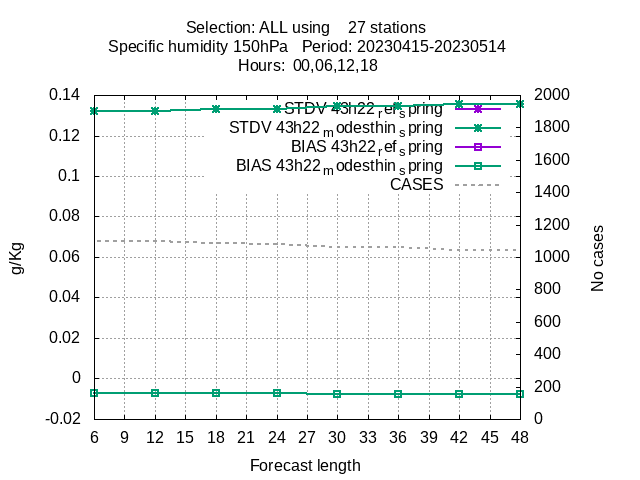 Selection: ALL using 27 stations
Specific humidity 150hPa Period: 20230415-20230514
Hours: 00,06,12,18
0.14
0.12
0.1
0.08
0.06
0.04
0.02
0
-0.02
g/Kg
STDV 43h22_ref_spring
STDV 43h22_modesthin_spring
BIAS 43h22_ref_spring
BIAS 43h22_modesthin_spring
CASES
2000
1800
1600
1400
1200
1000
800
600
400
200
0
No cases
6 9 12 15 18 21 24 27 30 33 36 39 42 45 48
Forecast length